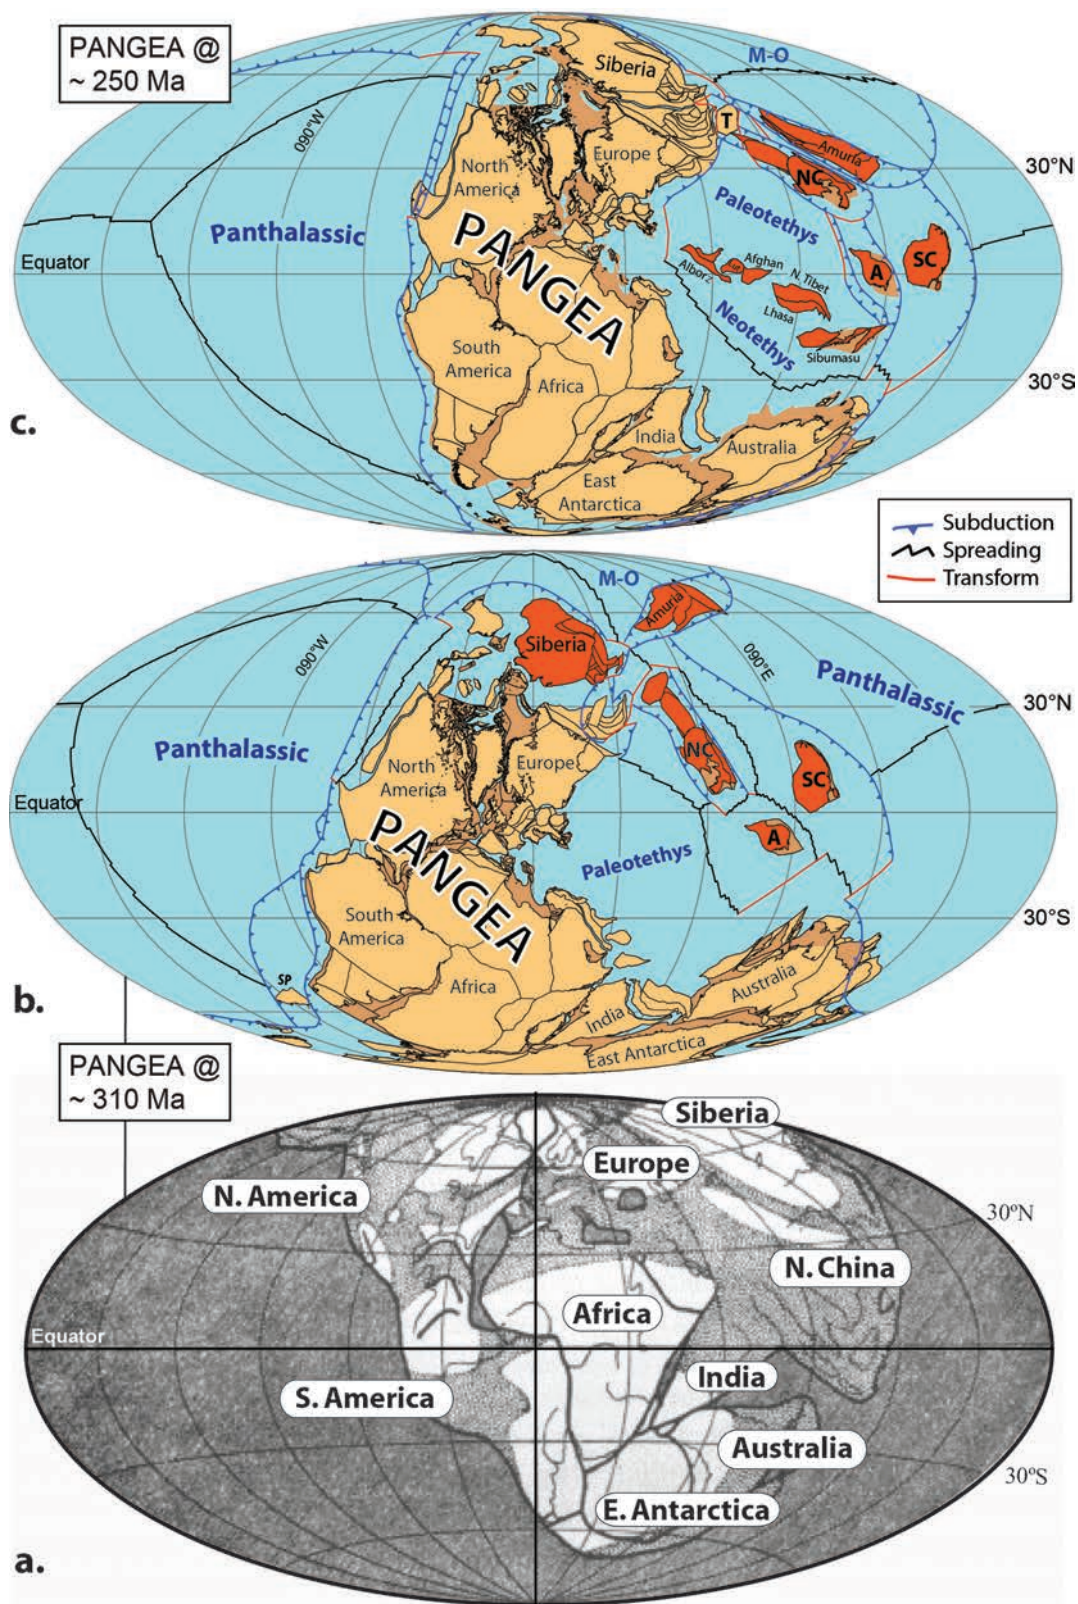 PANGEA @
~ 250 Ma
M-O
Siberia
T
090°W
Amuria
30°N
North
America
Europe
NC
Panthalassic
Paleotethys
PANGEA
Equator
Alborz
Afghan
N. Tibet
A
SC
Lhasa
Neotethys
Sibumasu
South
America
Africa
30°S
c.
India
Australia
East
Antarctica
Subduction
Spreading
Transform
M-O
Amuria
Siberia
090°W
090°E
Panthalassic
30°N
Panthalassic
North
America
Europe
NC
SC
Equator
PANGEA
A
Paleotethys
South
America
30°S
SP
Africa
Australia
India
b.
East Antarctica
PANGEA @
~ 310 Ma
Siberia
Europe
N. America
30ºN
N. China
Africa
Equator
India
S. America
Australia
30ºS
E. Antarctica
a.